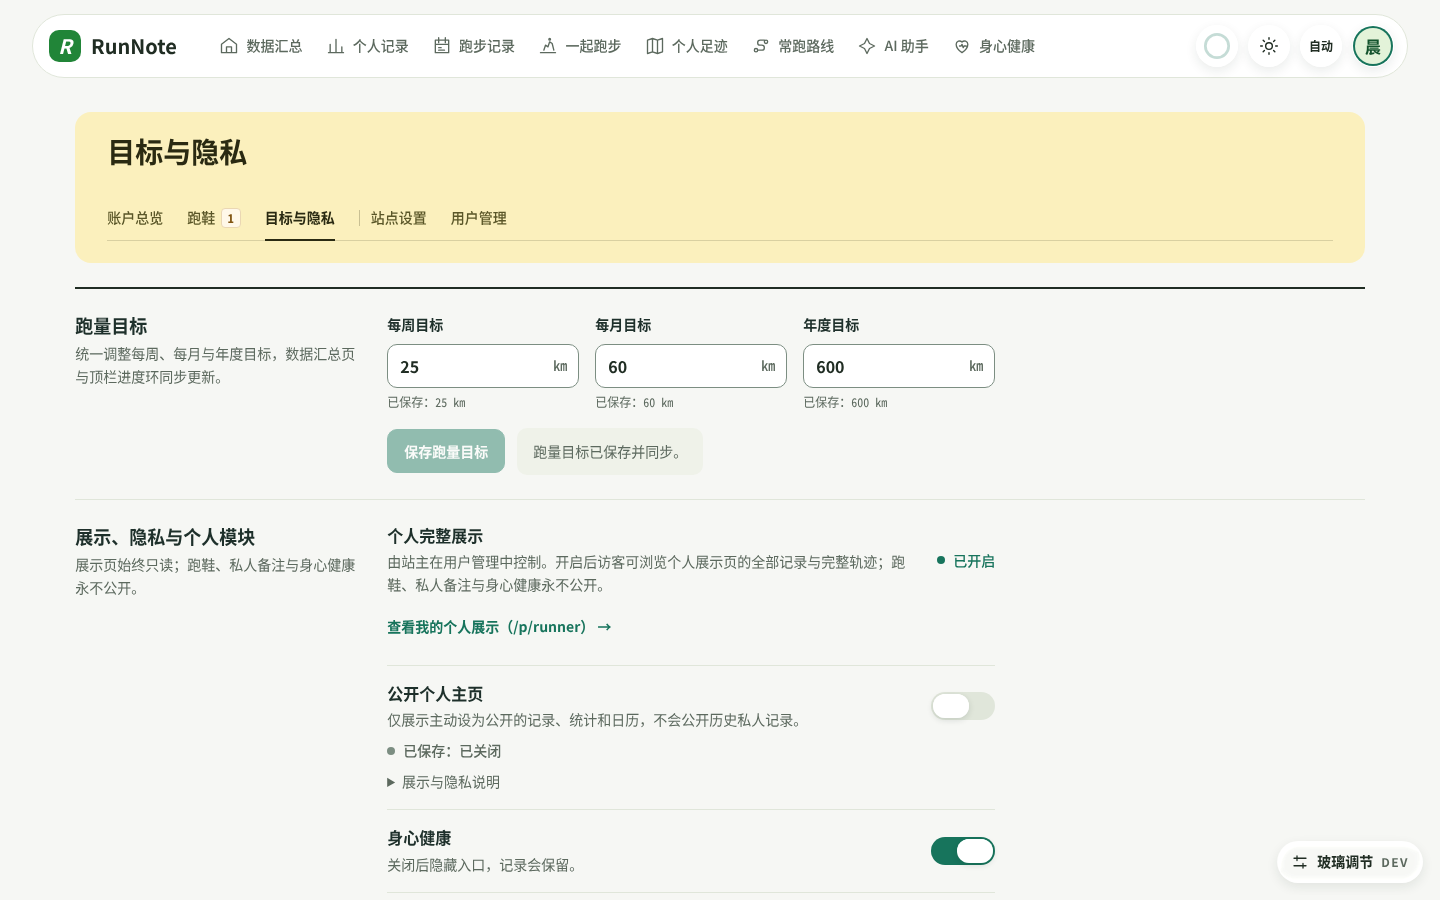 R RunNote 数据汇总 个人记录 跑步记录 一起跑步 个人足迹 常跑路线 AI 助手 身心健康 自动 晨
目标与隐私
账户总览 跑鞋 1 目标与隐私 站点设置 用户管理
跑量目标
统一调整每周、每月与年度目标，数据汇总页
与顶栏进度环同步更新。
每周目标 每月目标 年度目标
25 km 60 km 600 km
已保存：25 km 已保存：60 km 已保存：600 km
保存跑量目标 跑量目标已保存并同步。
展示、隐私与个人模块
展示页始终只读；跑鞋、私人备注与身心健康
永不公开。
个人完整展示
由站主在用户管理中控制。开启后访客可浏览个人展示页的全部记录与完整轨迹；跑
鞋、私人备注与身心健康永不公开。
已开启
查看我的个人展示（/p/runner） →
公开个人主页
仅展示主动设为公开的记录、统计和日历，不会公开历史私人记录。
已保存：已关闭
展示与隐私说明
身心健康
关闭后隐藏入口，记录会保留。
玻璃调节 DEV